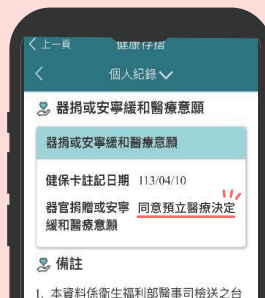 上一頁 健康存摺
個人紀錄
器捐或安寧緩和醫療意願
器捐或安寧緩和醫療意願
健保卡註記日期 113/04/10
器官捐贈或安寧 同意預立醫療決定
緩和醫療意願
備註
1. 本資料係衛生福利部醫事司檢送之台